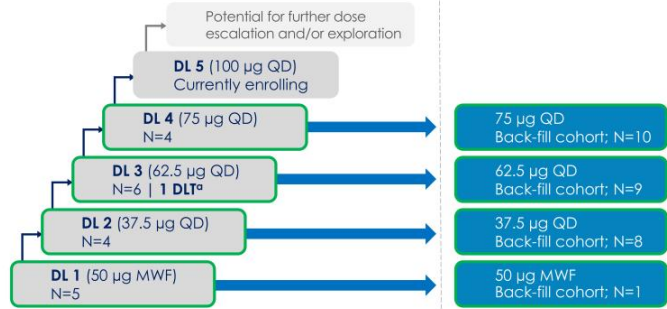 Potential for further dose
escalation and/or exploration
DL 5 (100 µg QD)
Currently enrolling
DL 4 (75 µg QD)
N=4
75 µg QD
Back-fill cohort; N=10
DL 3 (62.5 µg QD)
N=6 | 1 DLTᵃ
62.5 µg QD
Back-fill cohort; N=9
DL 2 (37.5 µg QD)
N=4
37.5 µg QD
Back-fill cohort; N=8
DL 1 (50 µg MWF)
N=5
50 µg MWF
Back-fill cohort; N=1